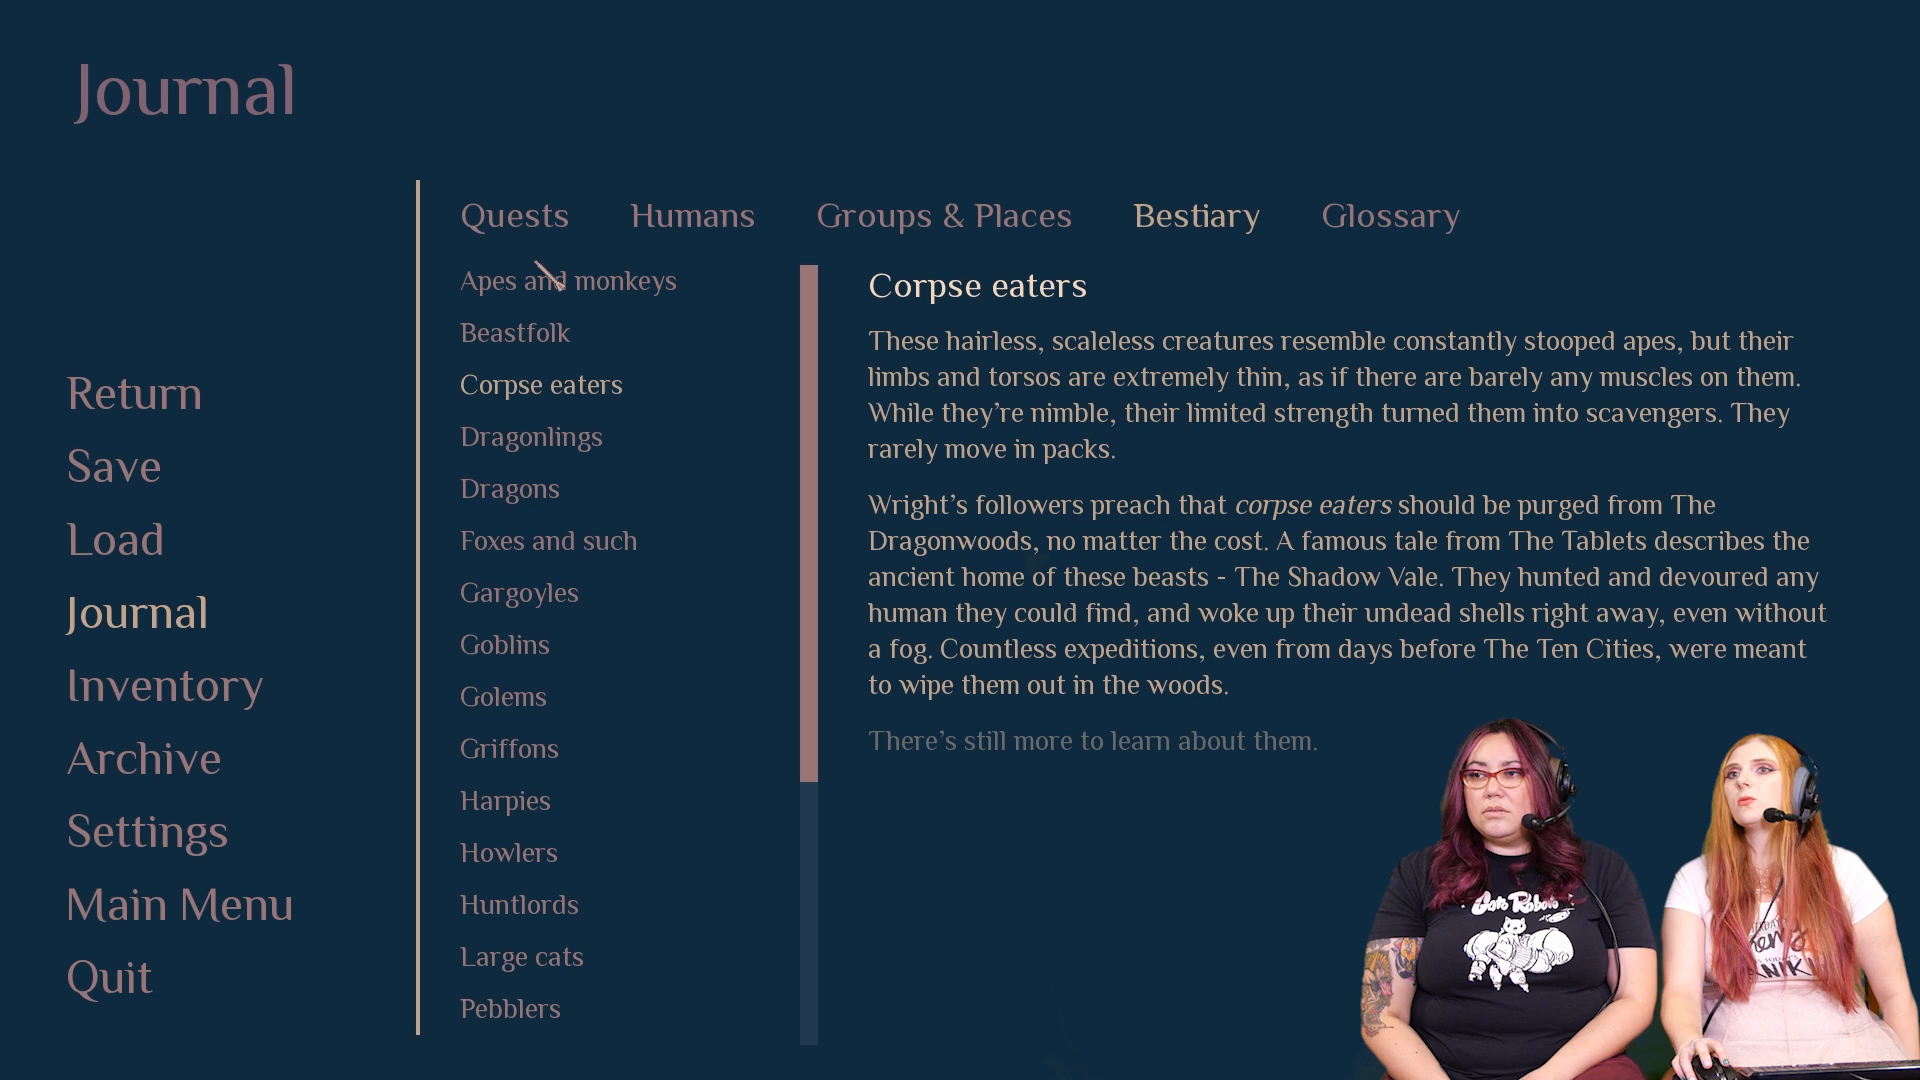 Journal
Quests Humans Groups & Places Bestiary Glossary
Return
Save
Load
Journal
Inventory
Archive
Settings
Main Menu
Quit
Apes and monkeys
Beastfolk
Corpse eaters
Dragonlings
Dragons
Foxes and such
Gargoyles
Goblins
Golems
Griffons
Harpies
Howlers
Huntlords
Large cats
Pebblers
Corpse eaters
These hairless, scaleless creatures resemble constantly stooped apes, but their
limbs and torsos are extremely thin, as if there are barely any muscles on them.
While they’re nimble, their limited strength turned them into scavengers. They
rarely move in packs.
Wright’s followers preach that corpse eaters should be purged from The
Dragonwoods, no matter the cost. A famous tale from The Tablets describes the
ancient home of these beasts - The Shadow Vale. They hunted and devoured any
human they could find, and woke up their undead shells right away, even without
a fog. Countless expeditions, even from days before The Ten Cities, were meant
to wipe them out in the woods.
There’s still more to learn about them.
Gato Roboto